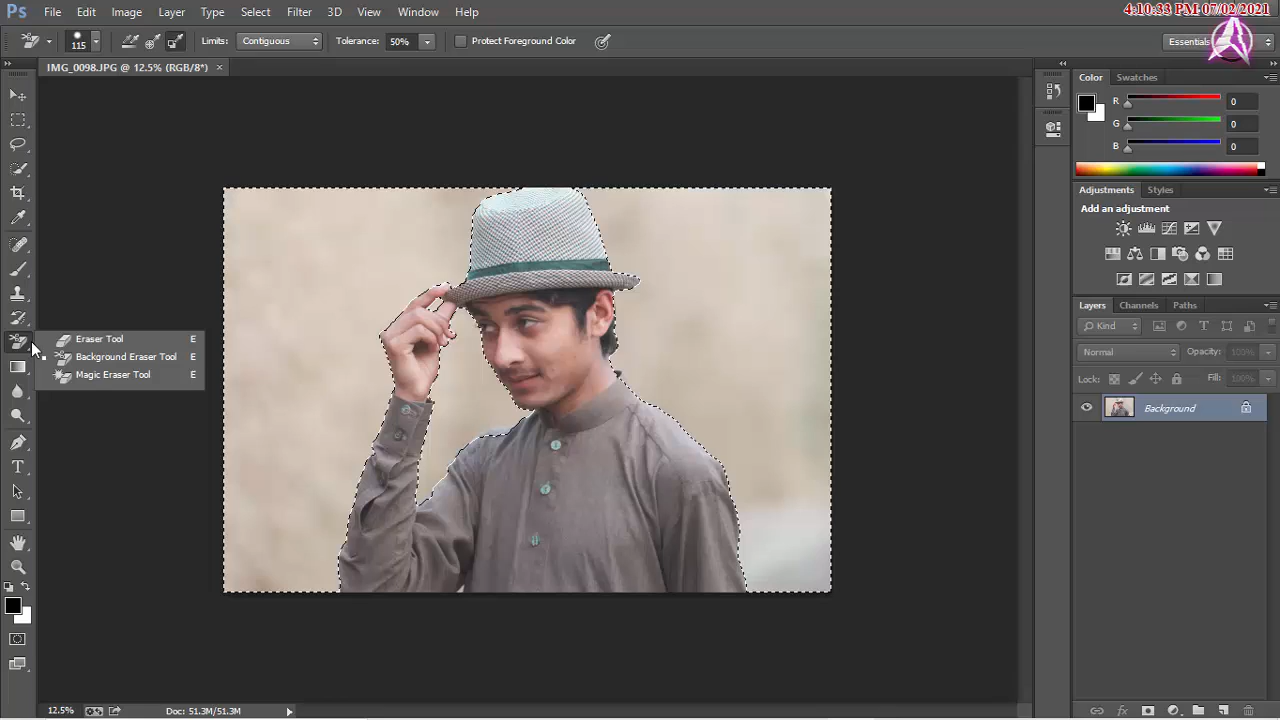 Ps File Edit Image Layer Type Select Filter 3D View Window Help
4:10:33 PM 07/02/2021
115 Limits: Contiguous Tolerance: 50% Protect Foreground Color
Essentials
IMG_0098.JPG @ 12.5% (RGB/8*) ×
Color Swatches
R 0
G 0
B 0
Adjustments Styles
Add an adjustment
Layers Channels Paths
Kind
Normal Opacity: 100%
Lock: Fill: 100%
Background
Eraser Tool E
Background Eraser Tool E
Magic Eraser Tool E
T
12.5% Doc: 51.3M/51.3M
fx